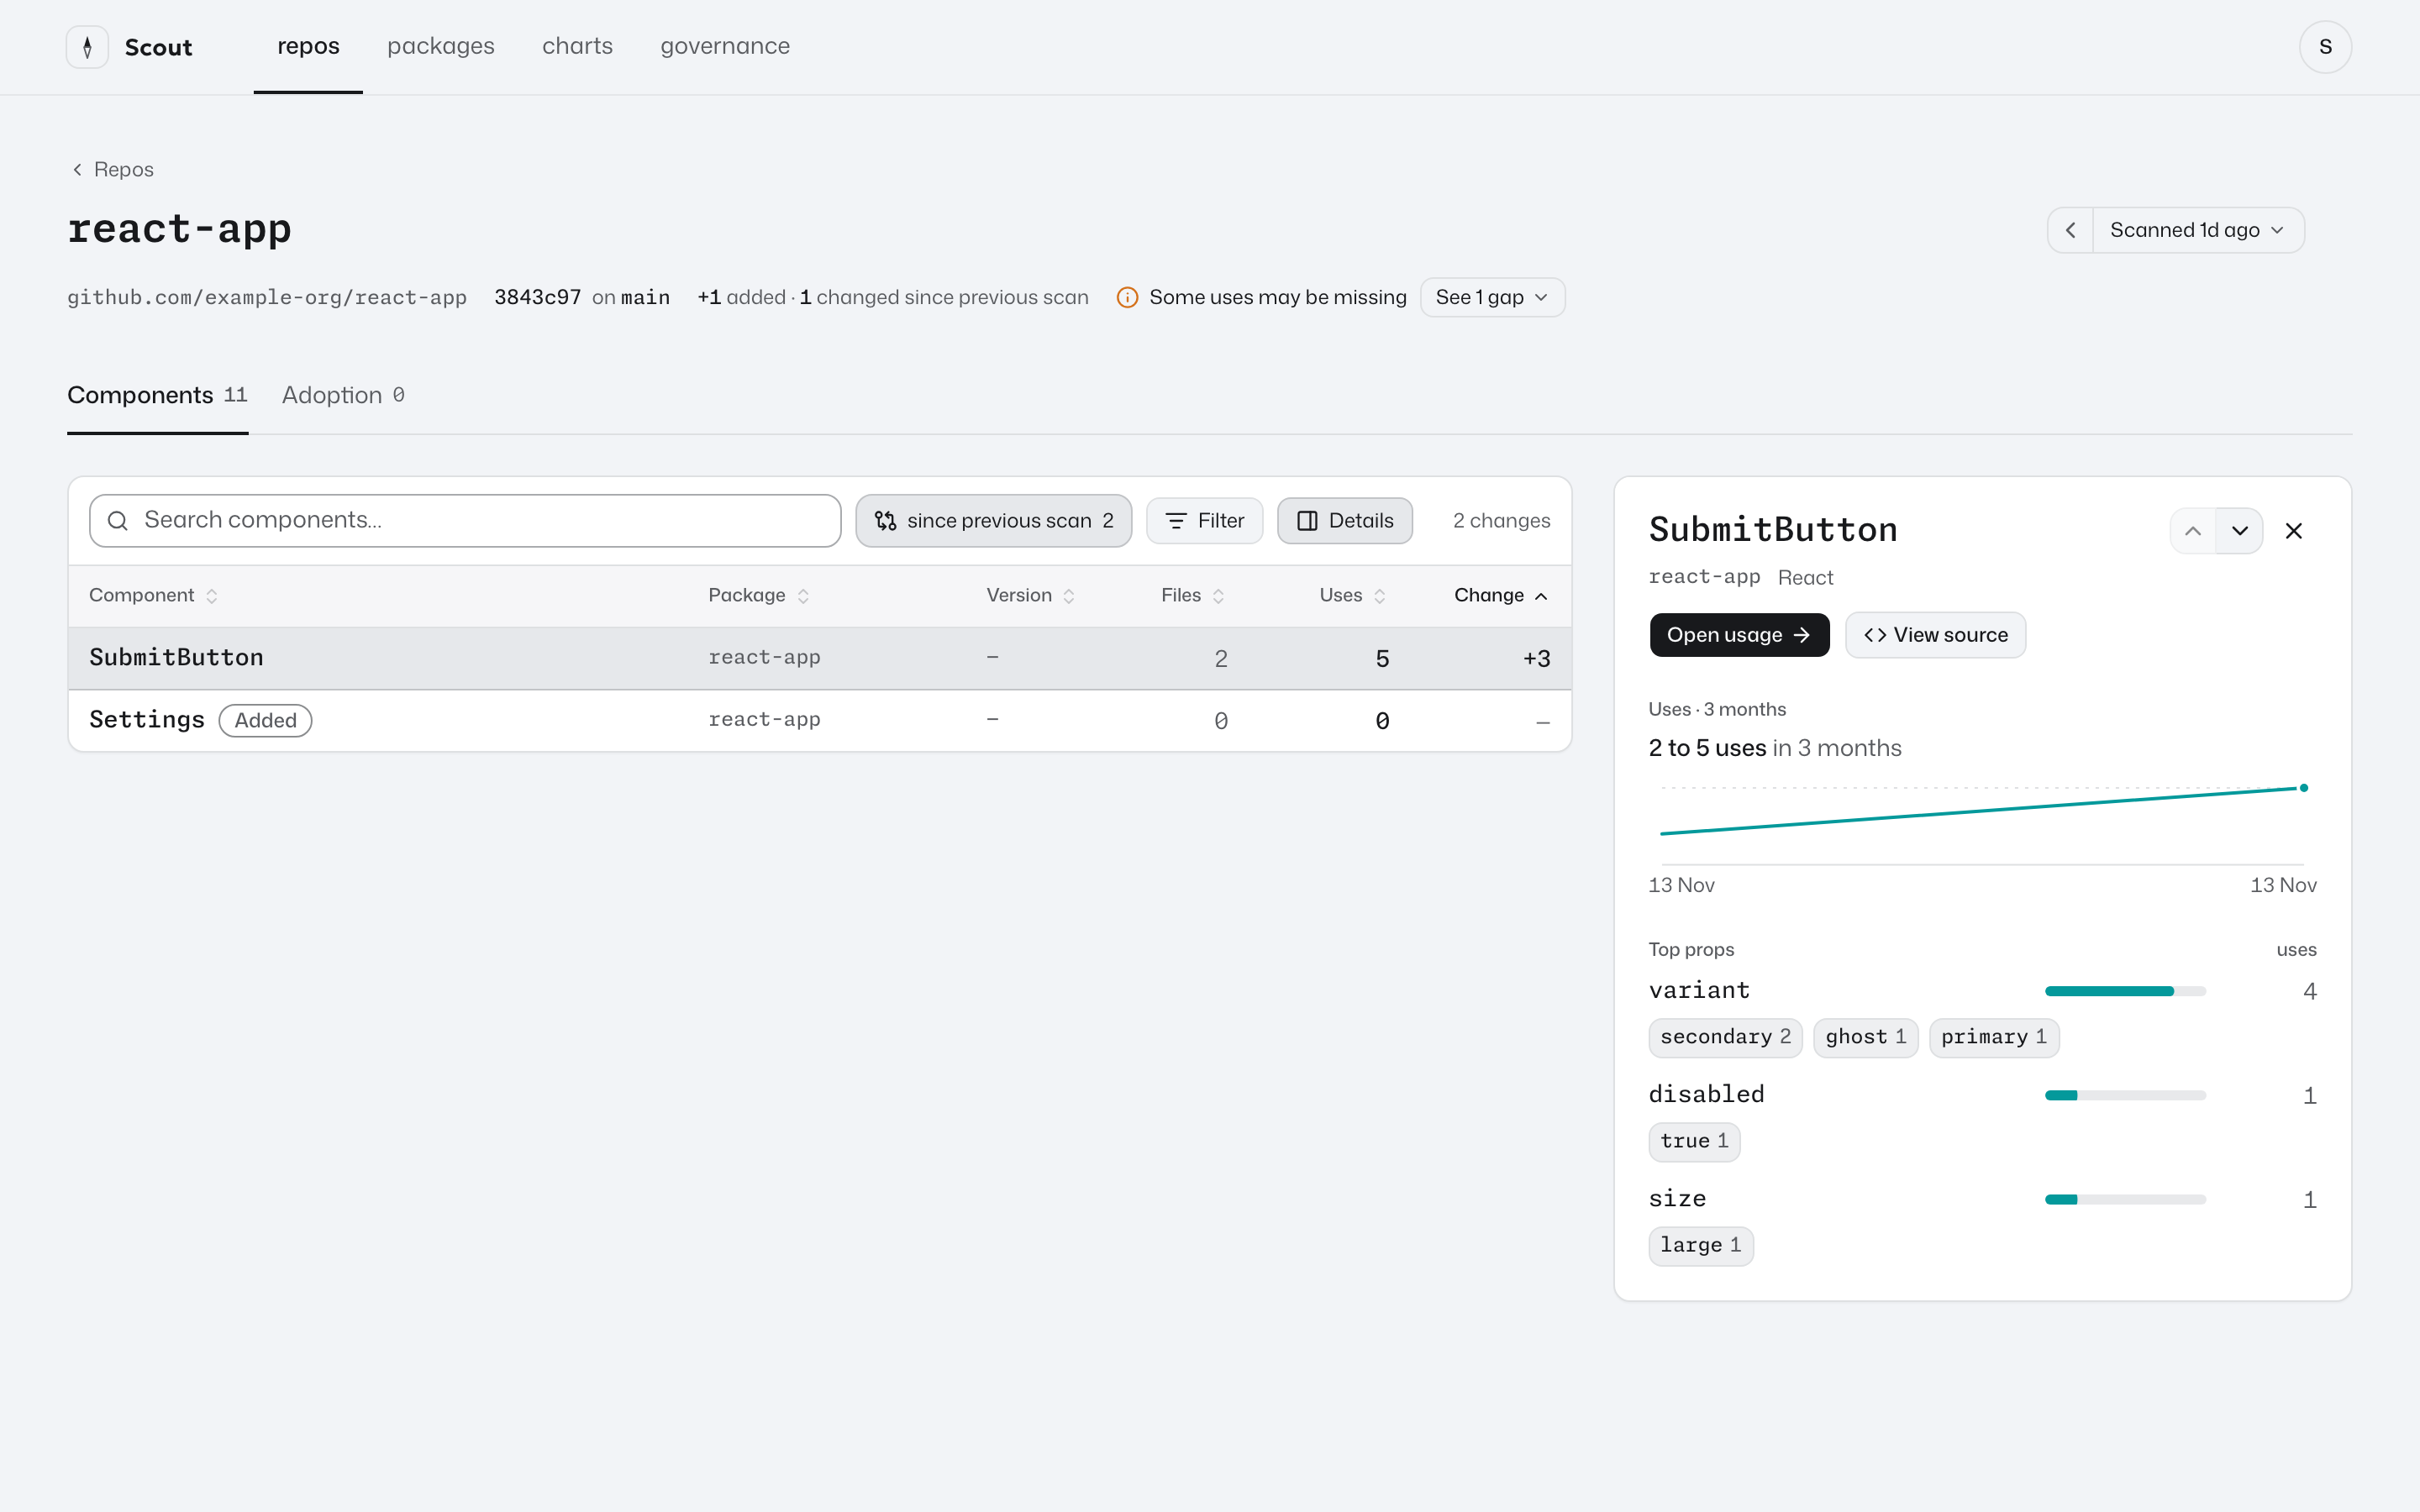 Scout repos packages charts governance S
Repos
react-app
Scanned 1d ago
github.com/example-org/react-app 3843c97 on main +1 added · 1 changed since previous scan Some uses may be missing See 1 gap
Components 11 Adoption 0
Search components... since previous scan 2 Filter Details 2 changes
Component Package Version Files Uses Change
SubmitButton react-app – 2 5 +3
Settings Added react-app – 0 0 –
SubmitButton
react-app React
Open usage → <> View source
Uses · 3 months
2 to 5 uses in 3 months
13 Nov 13 Nov
Top props uses
variant 4
secondary 2 ghost 1 primary 1
disabled 1
true 1
size 1
large 1